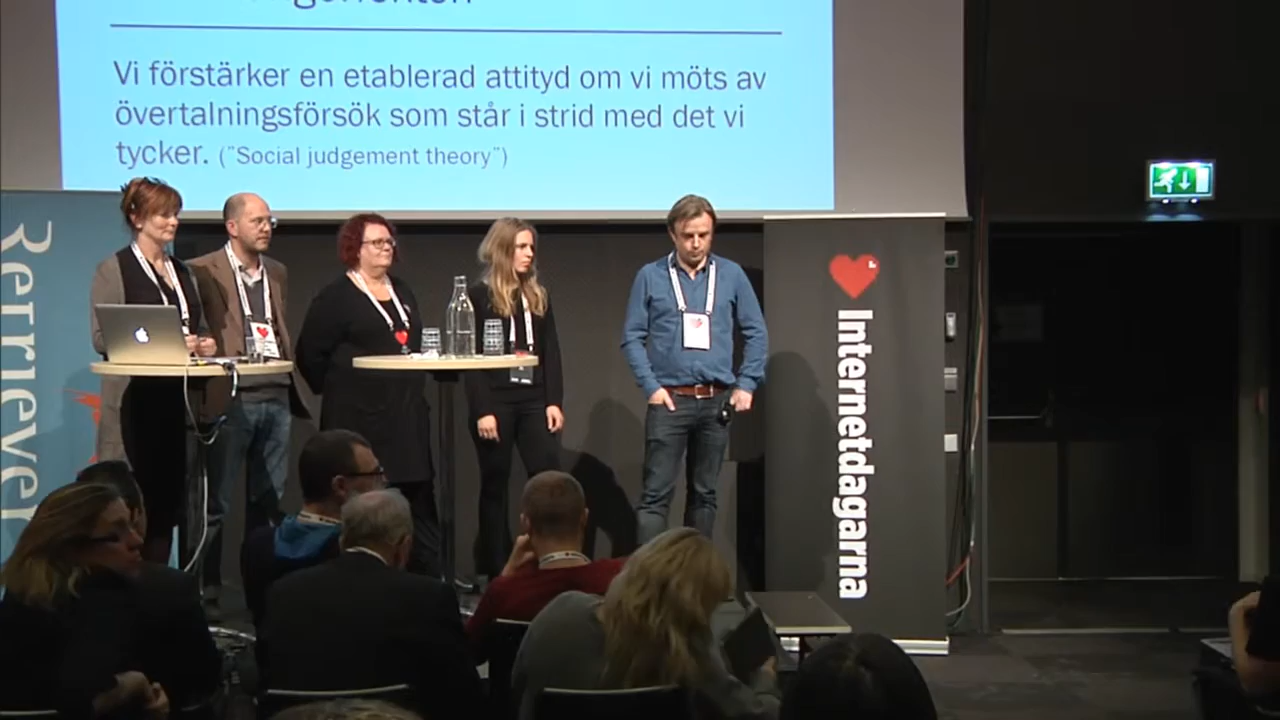 Vi förstärker en etablerad attityd om vi möts av
övertalningsförsök som står i strid med det vi
tycker. ("Social judgement theory")
Retriever
Internetdagarna